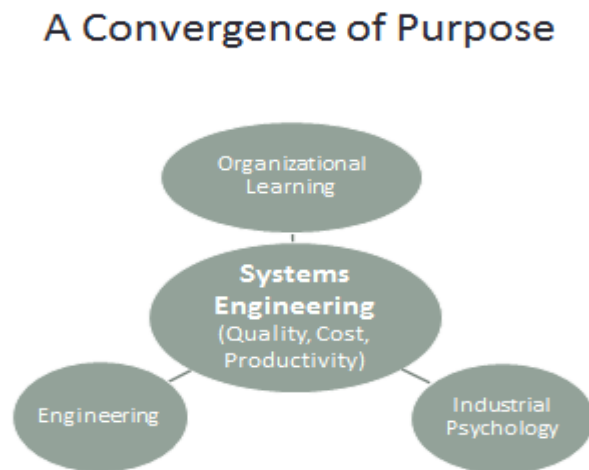 A Convergence of Purpose
Organizational
Learning
Systems
Engineering
(Quality, Cost,
Productivity)
Engineering
Industrial
Psychology